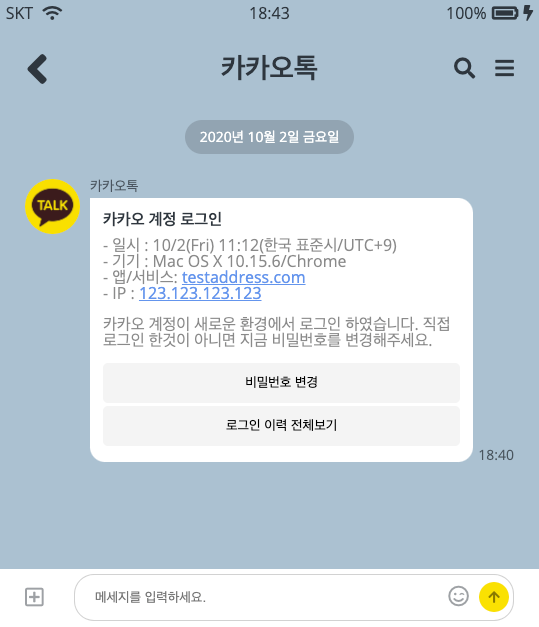 SKT 18:43 100%
카카오톡
2020년 10월 2일 금요일
카카오톡
TALK
카카오 계정 로그인
- 일시 : 10/2(Fri) 11:12(한국 표준시/UTC+9)
- 기기 : Mac OS X 10.15.6/Chrome
- 앱/서비스: testaddress.com
- IP : 123.123.123.123
카카오 계정이 새로운 환경에서 로그인 하였습니다. 직접
로그인 한것이 아니면 지금 비밀번호를 변경해주세요.
비밀번호 변경
로그인 이력 전체보기
18:40
메세지를 입력하세요.